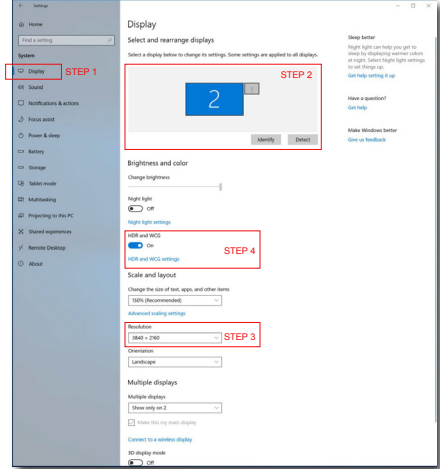 Settings
Home
Find a setting
System
Display
STEP 1
Sound
Notifications & actions
Focus assist
Power & sleep
Battery
Storage
Tablet mode
Multitasking
Projecting to this PC
Shared experiences
Remote Desktop
About
Display
Select and rearrange displays
Select a display below to change its settings. Some settings are applied to all displays.
STEP 2
2
1
Identify
Detect
Brightness and color
Change brightness
Night light
Off
Night light settings
HDR and WCG
On
STEP 4
HDR and WCG settings
Scale and layout
Change the size of text, apps, and other items
150% (Recommended)
Advanced scaling settings
Resolution
3840 × 2160
STEP 3
Orientation
Landscape
Multiple displays
Multiple displays
Show only on 2
Make this my main display
Connect to a wireless display
3D display mode
Off
Sleep better
Night light can help you get to
sleep by displaying warmer colors
at night. Select Night light settings
to set things up.
Get help setting it up
Have a question?
Get help
Make Windows better
Give us feedback